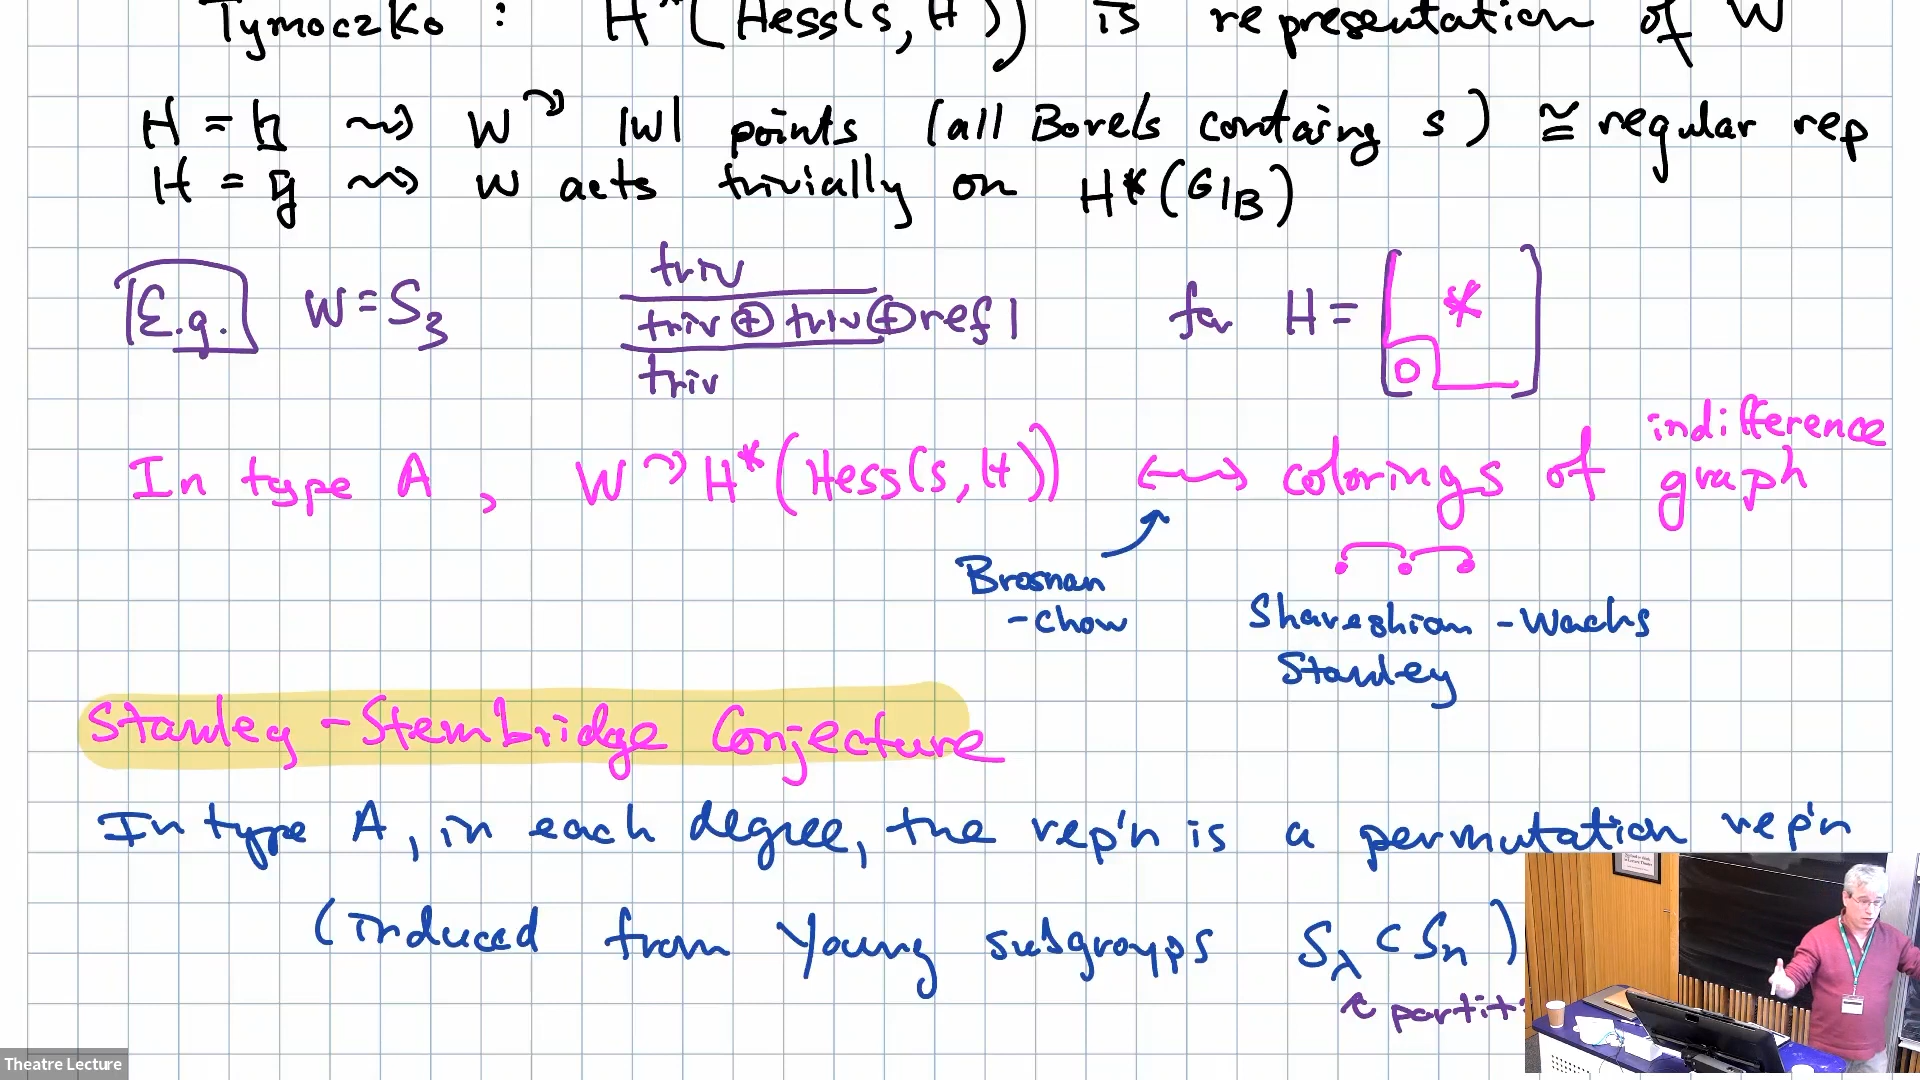 Tymoczko : H*(Hess(s,H)) is representation of W
H = h ⇝ W ↷ |W| points (all Borels containg s) ≅ regular rep
H = g ⇝ W acts trivially on H*(G/B)
E.g. W = S₃
triv
triv ⊕ triv ⊕ refl
triv
for H = [ * 0 ]
In type A, W ↷ H*(Hess(s,H)) ↔ colorings of indifference graph
Brosnan - Chow
Shareshian - Wachs
Stanley
Stanley - Stembridge Conjecture
In type A, in each degree, the rep'n is a permutation rep'n
(induced from Young subgroups S_λ ⊂ Sₙ)
Theatre Lecture